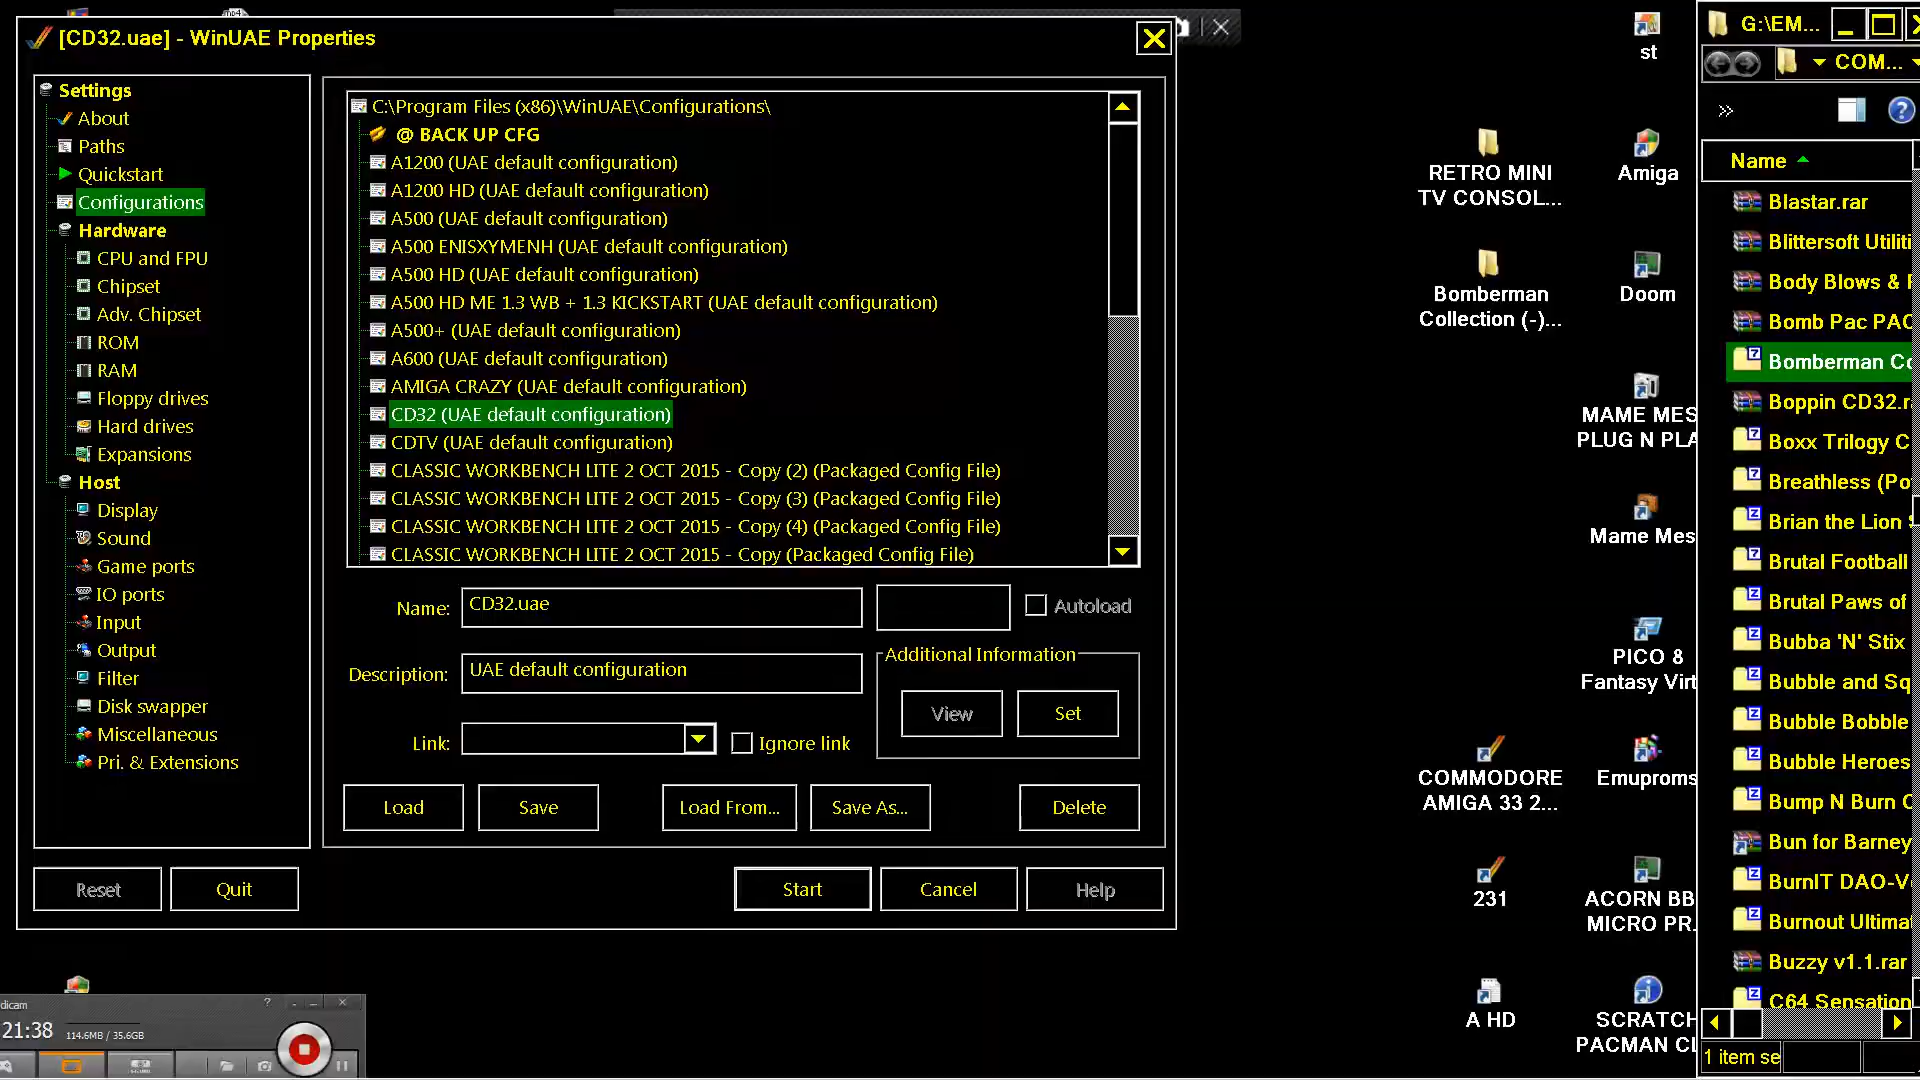 [CD32.uae] - WinUAE Properties
Settings
About
Paths
Quickstart
Configurations
Hardware
CPU and FPU
Chipset
Adv. Chipset
ROM
RAM
Floppy drives
Hard drives
Expansions
Host
Display
Sound
Game ports
IO ports
Input
Output
Filter
Disk swapper
Miscellaneous
Pri. & Extensions
C:\Program Files (x86)\WinUAE\Configurations\
@ BACK UP CFG
A1200 (UAE default configuration)
A1200 HD (UAE default configuration)
A500 (UAE default configuration)
A500 ENISXYMENH (UAE default configuration)
A500 HD (UAE default configuration)
A500 HD ME 1.3 WB + 1.3 KICKSTART (UAE default configuration)
A500+ (UAE default configuration)
A600 (UAE default configuration)
AMIGA CRAZY (UAE default configuration)
CD32 (UAE default configuration)
CDTV (UAE default configuration)
CLASSIC WORKBENCH LITE 2 OCT 2015 - Copy (2) (Packaged Config File)
CLASSIC WORKBENCH LITE 2 OCT 2015 - Copy (3) (Packaged Config File)
CLASSIC WORKBENCH LITE 2 OCT 2015 - Copy (4) (Packaged Config File)
CLASSIC WORKBENCH LITE 2 OCT 2015 - Copy (Packaged Config File)
Name: CD32.uae
Autoload
Description: UAE default configuration
Additional Information
View Set
Link:
Ignore link
Load Save Load From... Save As... Delete
Reset Quit Start Cancel Help
dicam
21:38 114.6MB / 35.6GB
st
RETRO MINI
TV CONSOL...
Amiga
Bomberman
Collection (-)...
Doom
MAME MES
PLUG N PLA
Mame Mes
PICO 8
Fantasy Virt
COMMODORE
AMIGA 33 2...
Emuproms
231
ACORN BB
MICRO PR.
A HD
SCRATCH
PACMAN CL
G:\EM...
COM...
Name
Blastar.rar
Blittersoft Utiliti
Body Blows &
Bomb Pac PAC
Bomberman Co
Boppin CD32.r
Boxx Trilogy C
Breathless (Po
Brian the Lion
Brutal Football
Brutal Paws of
Bubba 'N' Stix
Bubble and Sq
Bubble Bobble
Bubble Heroes
Bump N Burn C
Bun for Barney
BurnIT DAO-V
Burnout Ultima
Buzzy v1.1.rar
C64 Sensation
1 item se